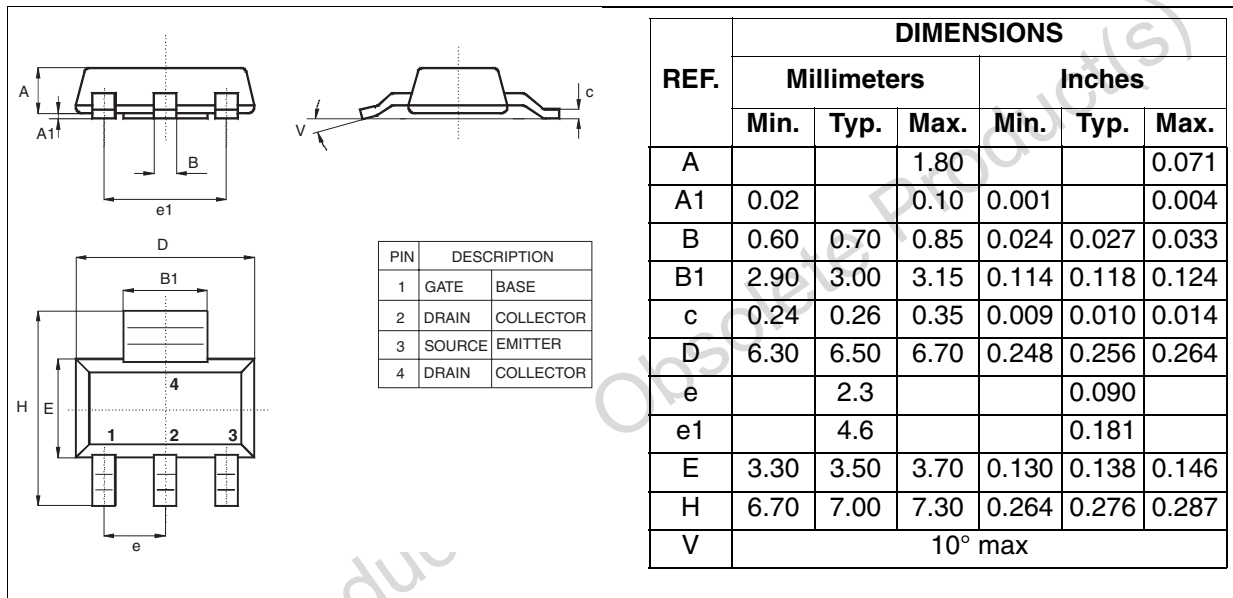 A
A1
B
e1
V
c
D
B1
H
E
4
1 2 3
e
PIN DESCRIPTION
1 GATE BASE
2 DRAIN COLLECTOR
3 SOURCE EMITTER
4 DRAIN COLLECTOR
REF. DIMENSIONS
Millimeters Inches
Min. Typ. Max. Min. Typ. Max.
A 1.80 0.071
A1 0.02 0.10 0.001 0.004
B 0.60 0.70 0.85 0.024 0.027 0.033
B1 2.90 3.00 3.15 0.114 0.118 0.124
c 0.24 0.26 0.35 0.009 0.010 0.014
D 6.30 6.50 6.70 0.248 0.256 0.264
e 2.3 0.090
e1 4.6 0.181
E 3.30 3.50 3.70 0.130 0.138 0.146
H 6.70 7.00 7.30 0.264 0.276 0.287
V 10° max
Obsolete Product(s)